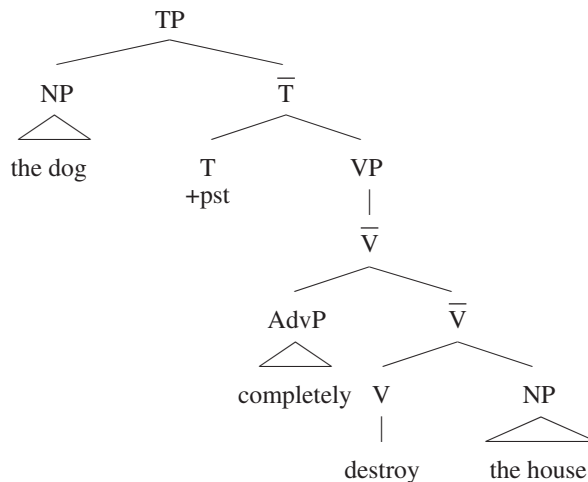 TP
NP T̅
the dog T VP
+pst
V̅
AdvP V̅
completely V NP
destroy the house